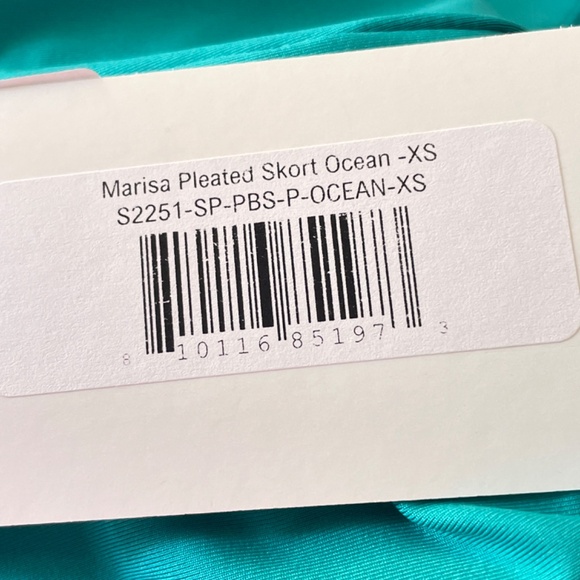 Marisa Pleated Skort Ocean -XS
S2251-SP-PBS-P-OCEAN-XS
8 10116 85197 3